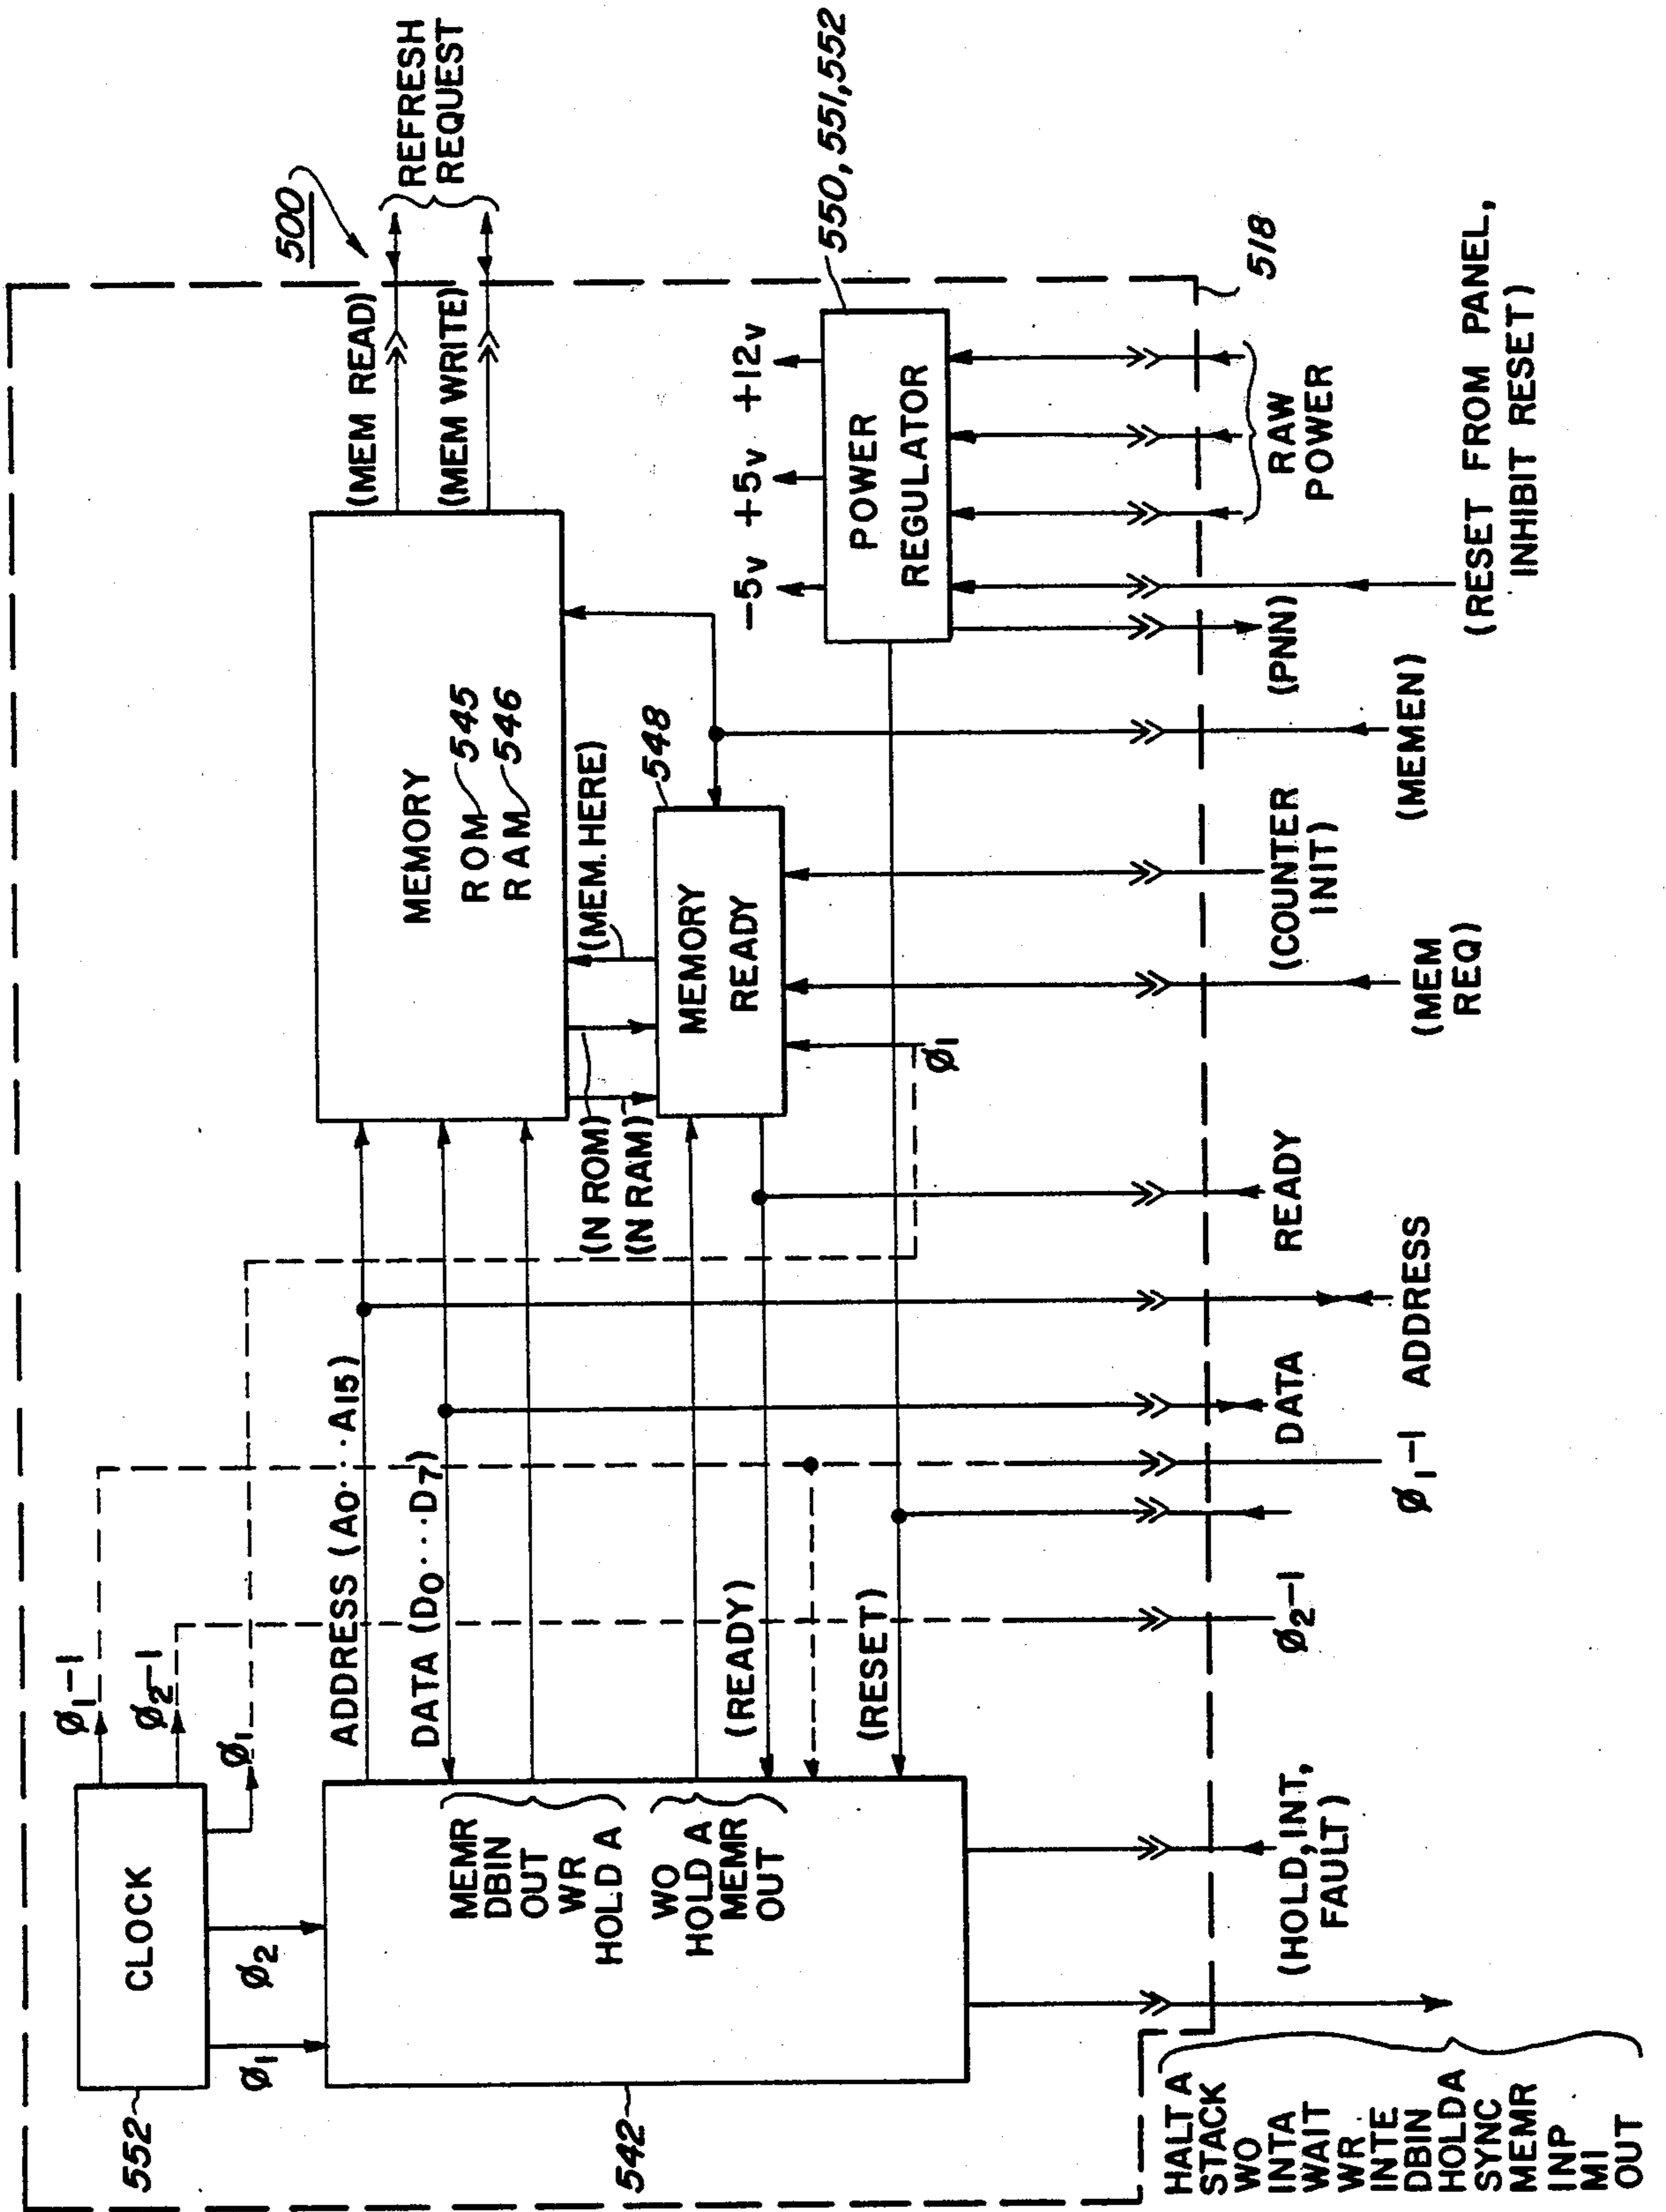 500
REFRESH
REQUEST
(MEM READ)
(MEM WRITE)
MEMORY
ROM 545
RAM 546
(MEM. HERE)
548
MEMORY
READY
(N ROM)
(N RAM)
Ø1
-5v +5v +12v
550, 551, 552
POWER
REGULATOR
518
RAW
POWER
(RESET FROM PANEL,
INHIBIT RESET)
(PNN)
(MEMEN)
(COUNTER
INIT)
(MEM
REQ)
READY
ADDRESS
DATA
Ø1-1
Ø2-1
Ø1-1
Ø2-1
Ø1
ADDRESS (A0...A15)
DATA (D0...D7)
(READY)
(RESET)
CLOCK
552
Ø1
Ø2
542
MEMR
DBIN
OUT
WR
HOLD A
WO
HOLD A
MEMR
OUT
(HOLD, INT,
FAULT)
HALT A
STACK
WO
INTA
WAIT
WR
INTE
DBIN
HOLDA
SYNC
MEMR
INP
MI
OUT